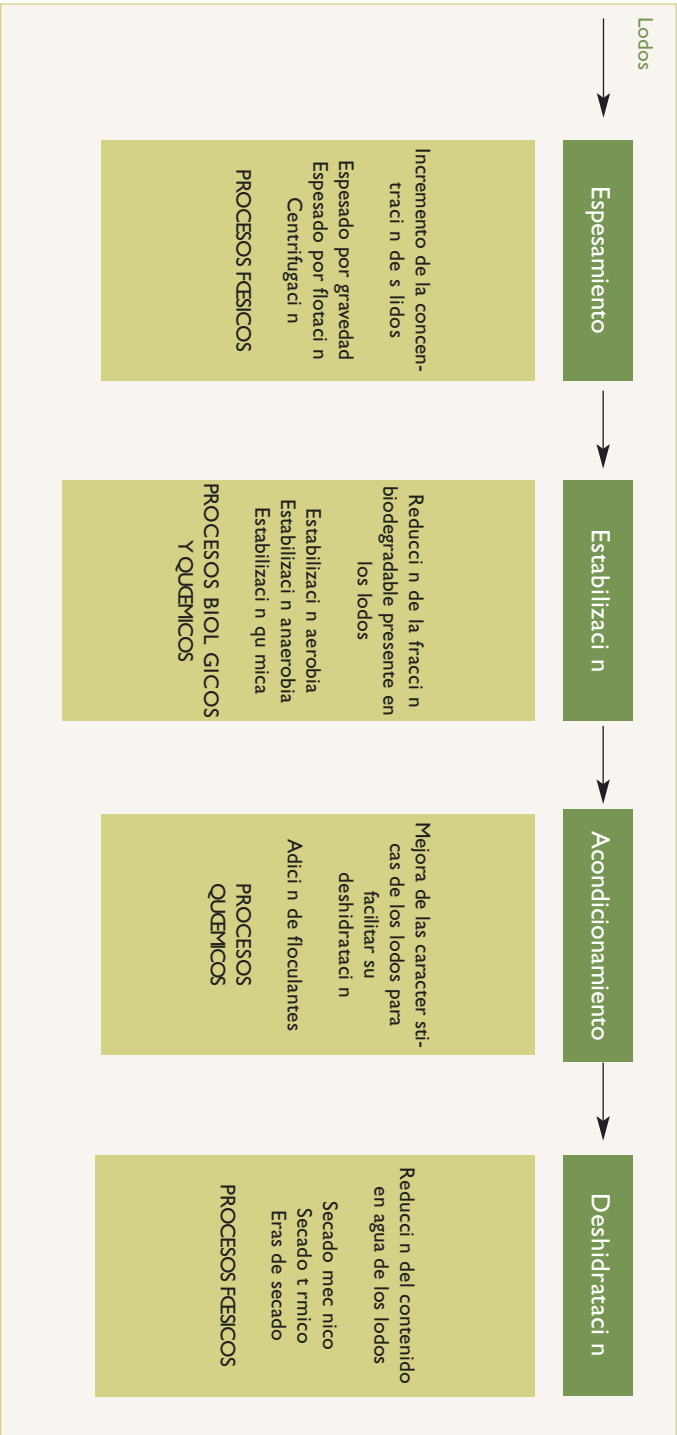 Lodos
Espesamiento
Incremento de la concen-
traci n de s lidos
Espesado por gravedad
Espesado por flotaci n
Centrifugaci n
PROCESOS FŒSICOS
Estabilizaci n
Reducci n de la fracci n
biodegradable presente en
los lodos
Estabilizaci n aerobia
Estabilizaci n anaerobia
Estabilizaci n qu mica
PROCESOS BIOL GICOS
Y QUŒMICOS
Acondicionamiento
Mejora de las caracter sti-
cas de los lodos para
facilitar su
deshidrataci n
Adici n de floculantes
PROCESOS
QUŒMICOS
Deshidrataci n
Reducci n del contenido
en agua de los lodos
Secado mec nico
Secado t rmico
Eras de secado
PROCESOS FŒSICOS